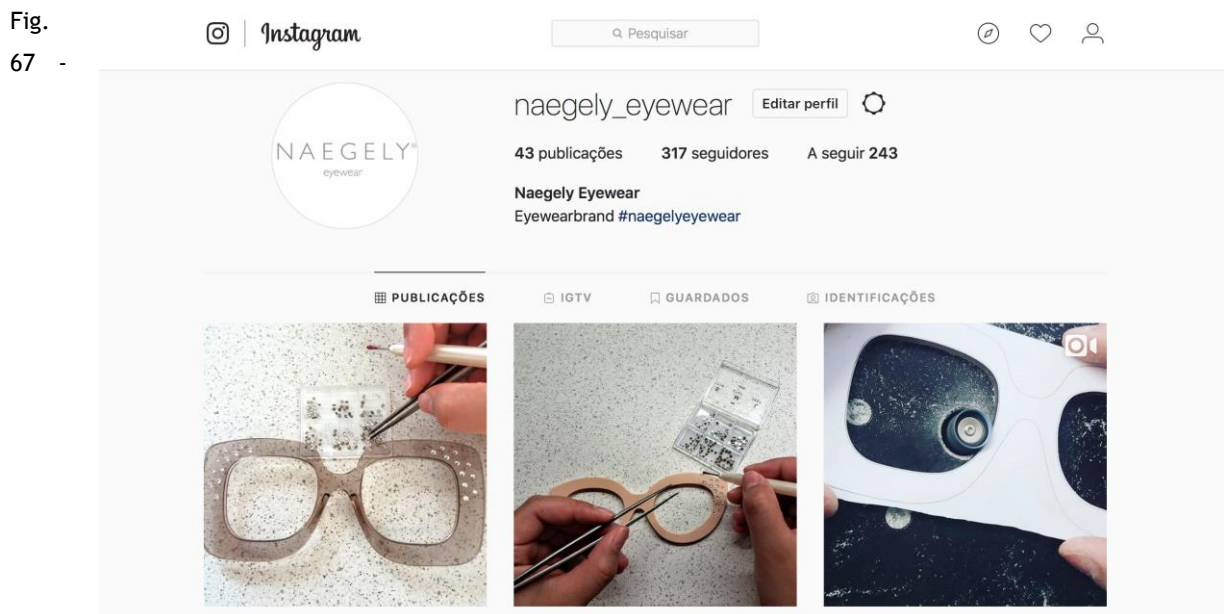 Fig.
67 -
Instagram
Pesquisar
naegely_eyewear Editar perfil
NAEGELY®
eyewear
43 publicações 317 seguidores A seguir 243
Naegely Eyewear
Eyewearbrand #naegelyeyewear
PUBLICAÇÕES IGTV GUARDADOS IDENTIFICAÇÕES